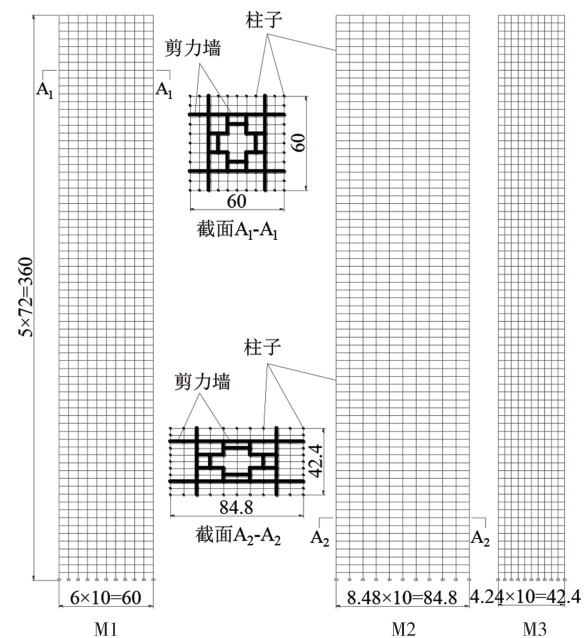 柱子
剪力墙
A₁
A₁
60
60
截面A₁-A₁
5×72=360
柱子
剪力墙
42.4
84.8
截面A₂-A₂
A₂
A₂
6×10=60
8.48×10=84.8
4.24×10=42.4
M1
M2
M3